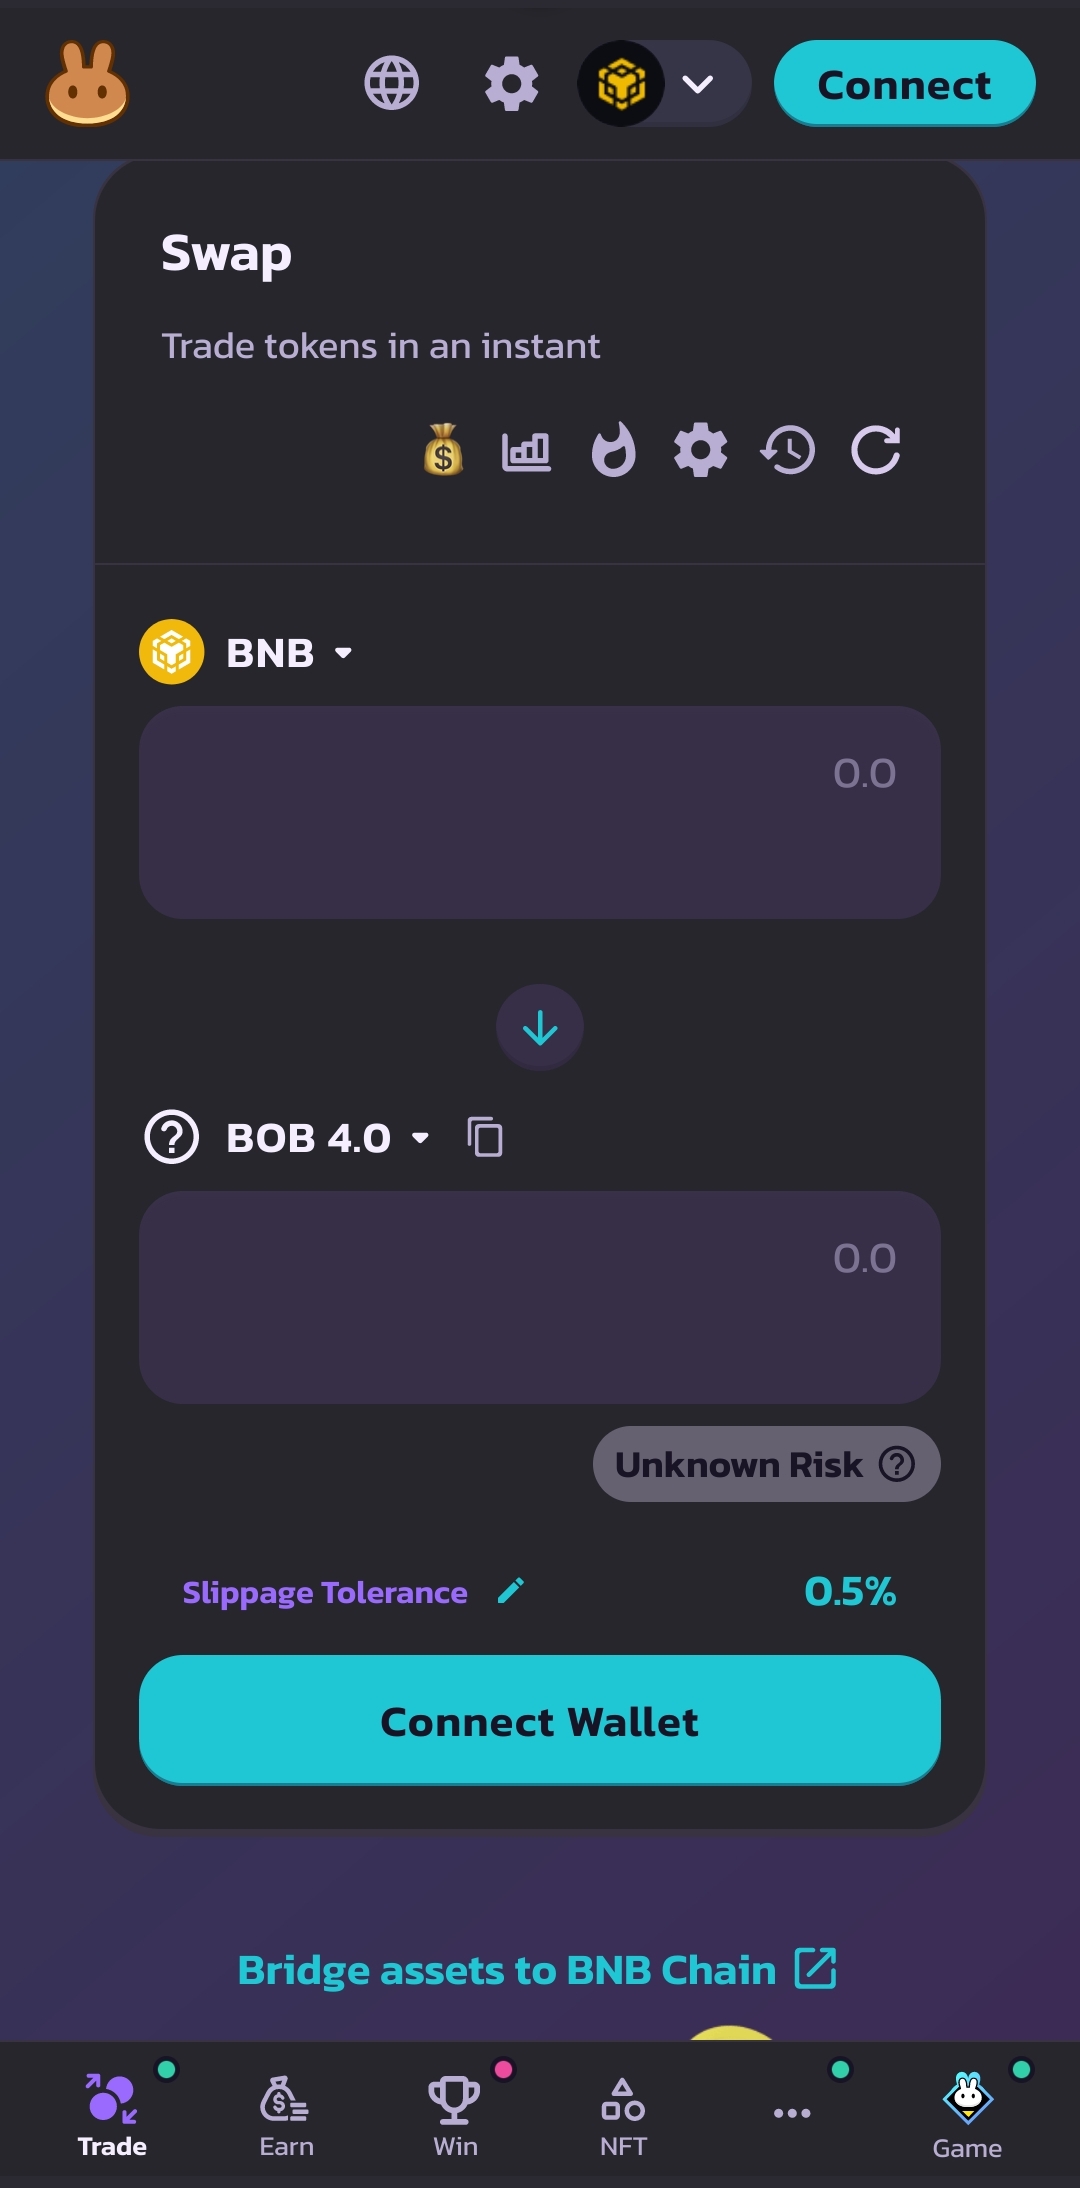 Connect
Swap
Trade tokens in an instant
BNB
0.0
BOB 4.0
0.0
Unknown Risk
Slippage Tolerance 0.5%
Connect Wallet
Bridge assets to BNB Chain
Trade Earn Win NFT Game